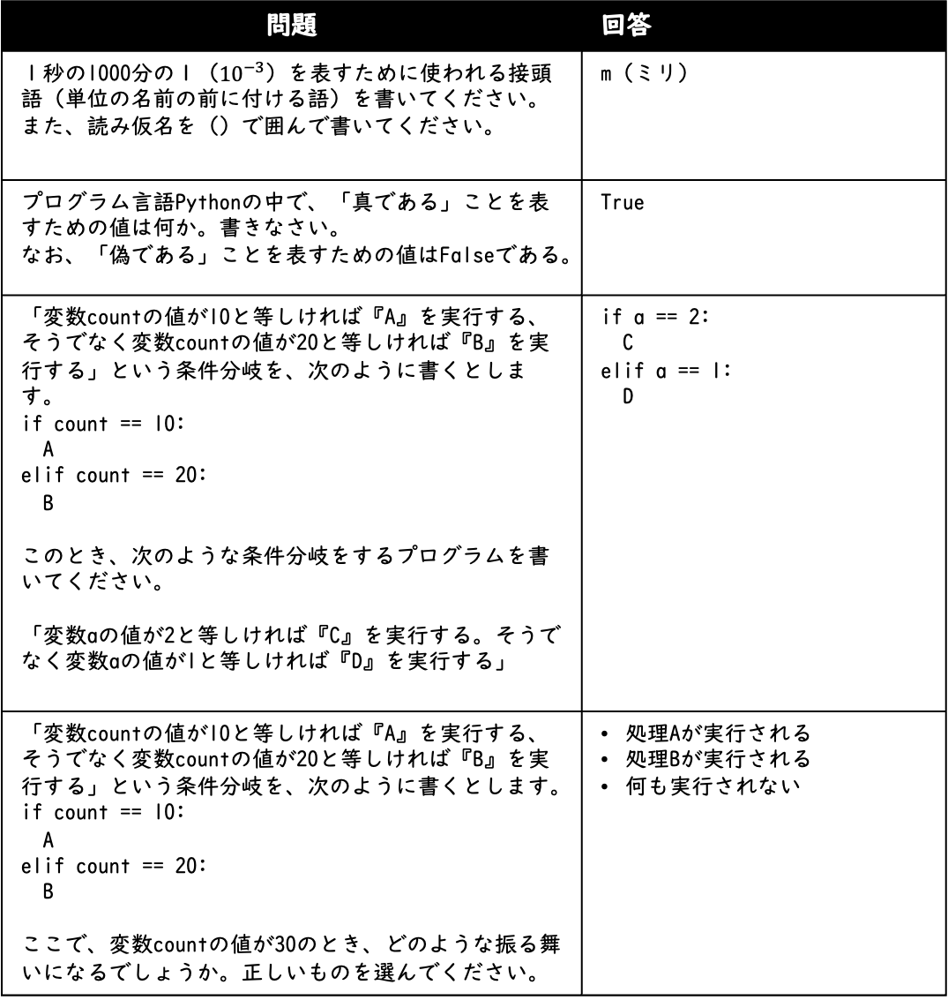 問題
回答
1秒の1000分の1（10⁻³）を表すために使われる接頭
語（単位の名前の前に付ける語）を書いてください。
また、読み仮名を（）で囲んで書いてください。
m（ミリ）
プログラム言語Pythonの中で、「真である」ことを表
すための値は何か。書きなさい。
なお、「偽である」ことを表すための値はFalseである。
True
「変数countの値が10と等しければ『A』を実行する、
そうでなく変数countの値が20と等しければ『B』を実
行する」という条件分岐を、次のように書くとしま
す。
if count == 10:
  A
elif count == 20:
  B
このとき、次のような条件分岐をするプログラムを書
いてください。
「変数aの値が2と等しければ『C』を実行する。そうで
なく変数aの値が1と等しければ『D』を実行する」
if a == 2:
  C
elif a == 1:
  D
「変数countの値が10と等しければ『A』を実行する、
そうでなく変数countの値が20と等しければ『B』を実
行する」という条件分岐を、次のように書くとします。
if count == 10:
  A
elif count == 20:
  B
ここで、変数countの値が30のとき、どのような振る舞
いになるでしょうか。正しいものを選んでください。
• 処理Aが実行される
• 処理Bが実行される
• 何も実行されない